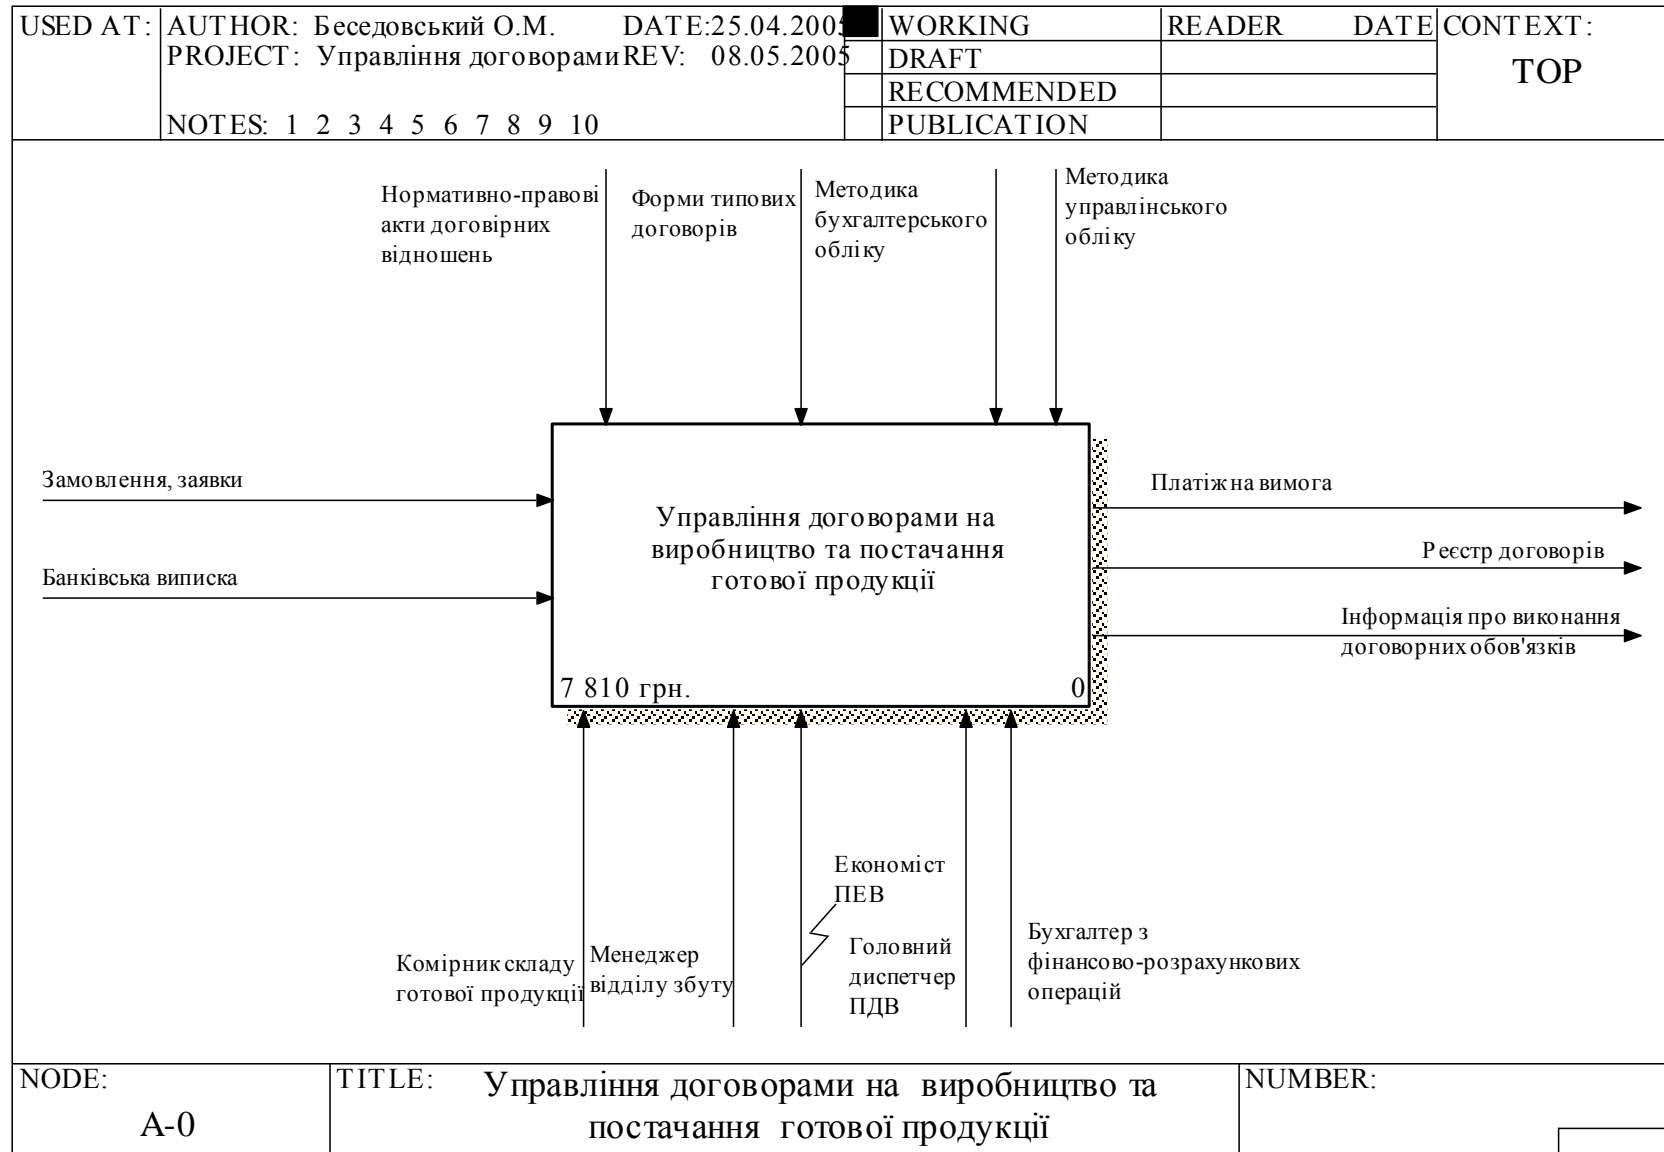 USED AT: AUTHOR: Беседовський О.М. DATE:25.04.2005 WORKING READER DATE CONTEXT:
PROJECT: Управління договорами REV: 08.05.2005 DRAFT
TOP
RECOMMENDED
NOTES: 1 2 3 4 5 6 7 8 9 10 PUBLICATION
Нормативно-правові
акти договірних
відношень
Форми типових
договорів
Методика
бухгалтерського
обліку
Методика
управлінського
обліку
Замовлення, заявки
Банківська виписка
Управління договорами на
виробництво та постачання
готової продукції
7 810 грн. 0
Платіжна вимога
Реєстр договорів
Інформація про виконання
договорних обов'язків
Комірник складу
готової продукції
Менеджер
відділу збуту
Економіст
ПЕВ
Головний
диспетчер
ПДВ
Бухгалтер з
фінансово-розрахункових
операцій
NODE: TITLE: NUMBER:
A-0
Управління договорами на виробництво та
постачання готової продукції